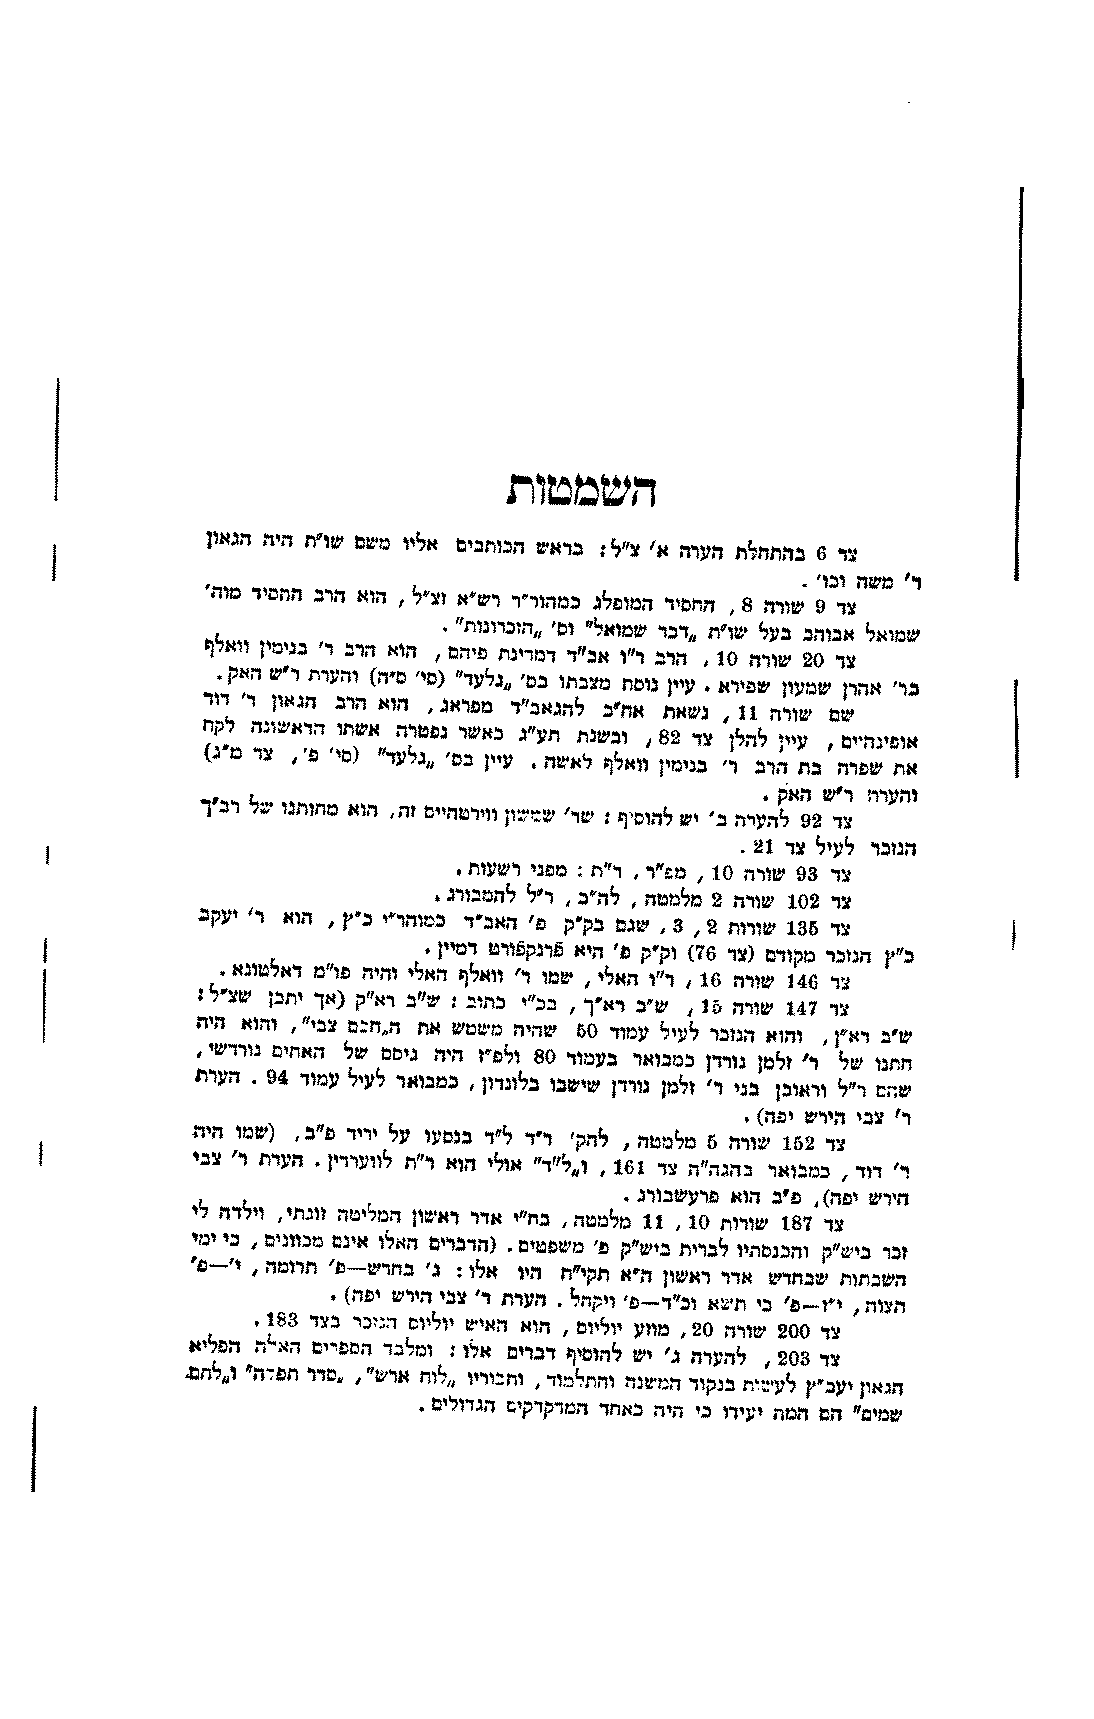 השמטות
צד 6 בהתחלת הערה א׳ צ״ל: בראש הכותבים אליו משם שו״ת היה הגאון
ר׳ משה וכו׳.
צד 9 שורה 8, החסיד המופלג כמהור״ר רש״א זצ״ל, הוא הרב החסיד מוה׳
שמואל אבוהב בעל שו״ת „דבר שמואל" וס׳ „הזכרונות".
צד 20 שורה 10, הרב ר״ו אב״ד דמדינת פיהם, הוא הרב ר׳ בנימין וואלף
בר׳ אהרן שמעון שפירא. עיין נוסח מצבתו בס׳ „גלעד" (סי׳ ס״ה) והערת ר״ש האק.
שם שורה 11, נשאת אח״כ להגאב״ד מפראג, הוא הרב הגאון ר׳ דוד
אופינהיים, עיין להלן צד 82, ובשנת תע״ג כאשר נפטרה אשתו הראשונה לקח
את שפרה בת הרב ר׳ בנימין וואלף לאשה. עיין בס׳ „גלעד" (סי׳ פ׳, צד מ״ג)
והערה ר״ש האק.
צד 92 להערה ב׳ יש להוסיף: שר׳ שמשון ווירטהיים זה, הוא מחותנו של רב״ך
הנזכר לעיל צד 21.
צד 93 שורה 10, מפ״ר, ר״ת: מפני רשעות.
צד 102 שורה 2 מלמטה, לה״ב, ר״ל להמבורג.
צד 135 שורות 2, 3, שגם בק״ק פ׳ האב״ד כמוהר״י כ״ץ, הוא ר׳ יעקב
כ״ץ הנזכר מקודם (צד 76) וק״ק פ׳ היא פרנקפורט דמיין.
צד 146 שורה 16, ר״ו האלי, שמו ר׳ וואלף האלי והיה פו״מ דאלטונא.
צד 147 שורה 15, ש״ב רא״ך, בכ״י כתוב: ש״ב רא״ק (אך יתכן שצ״ל:
ש״ב רא״ן, והוא הנזכר לעיל עמוד 50 שהיה משמש את ה„חכם צבי", והוא היה
חתנו של ר׳ זלמן גורדן כמבואר בעמוד 80 ולפ״ז היה גיסם של האחים גורדשי,
שהם ר״ל וראובן בני ר׳ זלמן גורדן שישבו בלונדון, כמבואר לעיל עמוד 94. הערת
ר׳ צבי הירש יפה).
צד 152 שורה 5 מלמטה, להק׳ ר״ד ל״ד בנסעו על יריד פ״ב, (שמו היה
ר׳ דוד, כמבואר בהגה״ה צד 161, ו„ל״ד" אולי הוא ר״ת לווערדין. הערת ר׳ צבי
הירש יפה), פ״ב הוא פרעשבורג.
צד 187 שורות 10, 11 מלמטה, בח״י אדר ראשון המליטה זוגתי, וילדה לי
זכר ביש״ק והכנסהיו לברית ביש״ק פ׳ משפטים. (הדברים האלו אינם מכוונים, כי ימי
השבתות שבחדש אדר ראשון ה״א תקי״ח היו אלו: ג׳ בחדש—פ׳ תרומה, י׳—פ׳
תצוה, י״ז—פ׳ כי תשא וכ״ד—פ׳ ויקהל. הערת ר׳ צבי הירש יפה).
צד 200 שורה 20, מווע יוליוס, הוא האיש יוליוס הנזכר בצד 183.
צד 203, להערה ג׳ יש להוסיף דברים אלו: ומלבד הספרים האלה הפליא
הגאון יעב״ץ לעשות בנקוד המשנה והתלמוד, וחבוריו „לוח ארש", „סדר תפלה" ו„לחם
שמים" הם המה יעידו כי היה כאחד המדקדקים הגדולים.